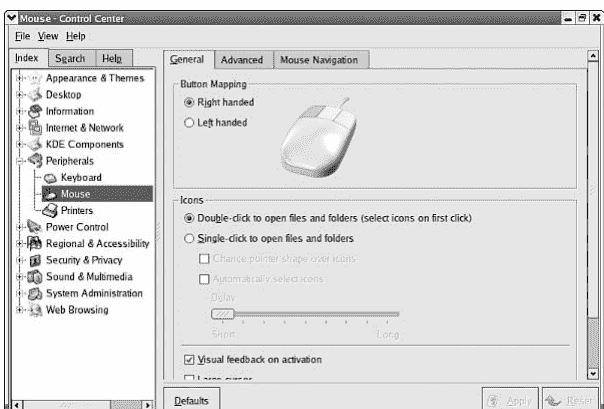 Mouse - Control Center
File View Help
Index Search Help
Appearance & Themes
Desktop
Information
Internet & Network
KDE Components
Peripherals
Keyboard
Mouse
Printers
Power Control
Regional & Accessibility
Security & Privacy
Sound & Multimedia
System Administration
Web Browsing
General Advanced Mouse Navigation
Button Mapping
Right handed
Left handed
Icons
Double-click to open files and folders (select icons on first click)
Single-click to open files and folders
Change pointer shape over icons
Automatically select icons
Delay
Short Long
Visual feedback on activation
Large cursor
Defaults Apply Reset